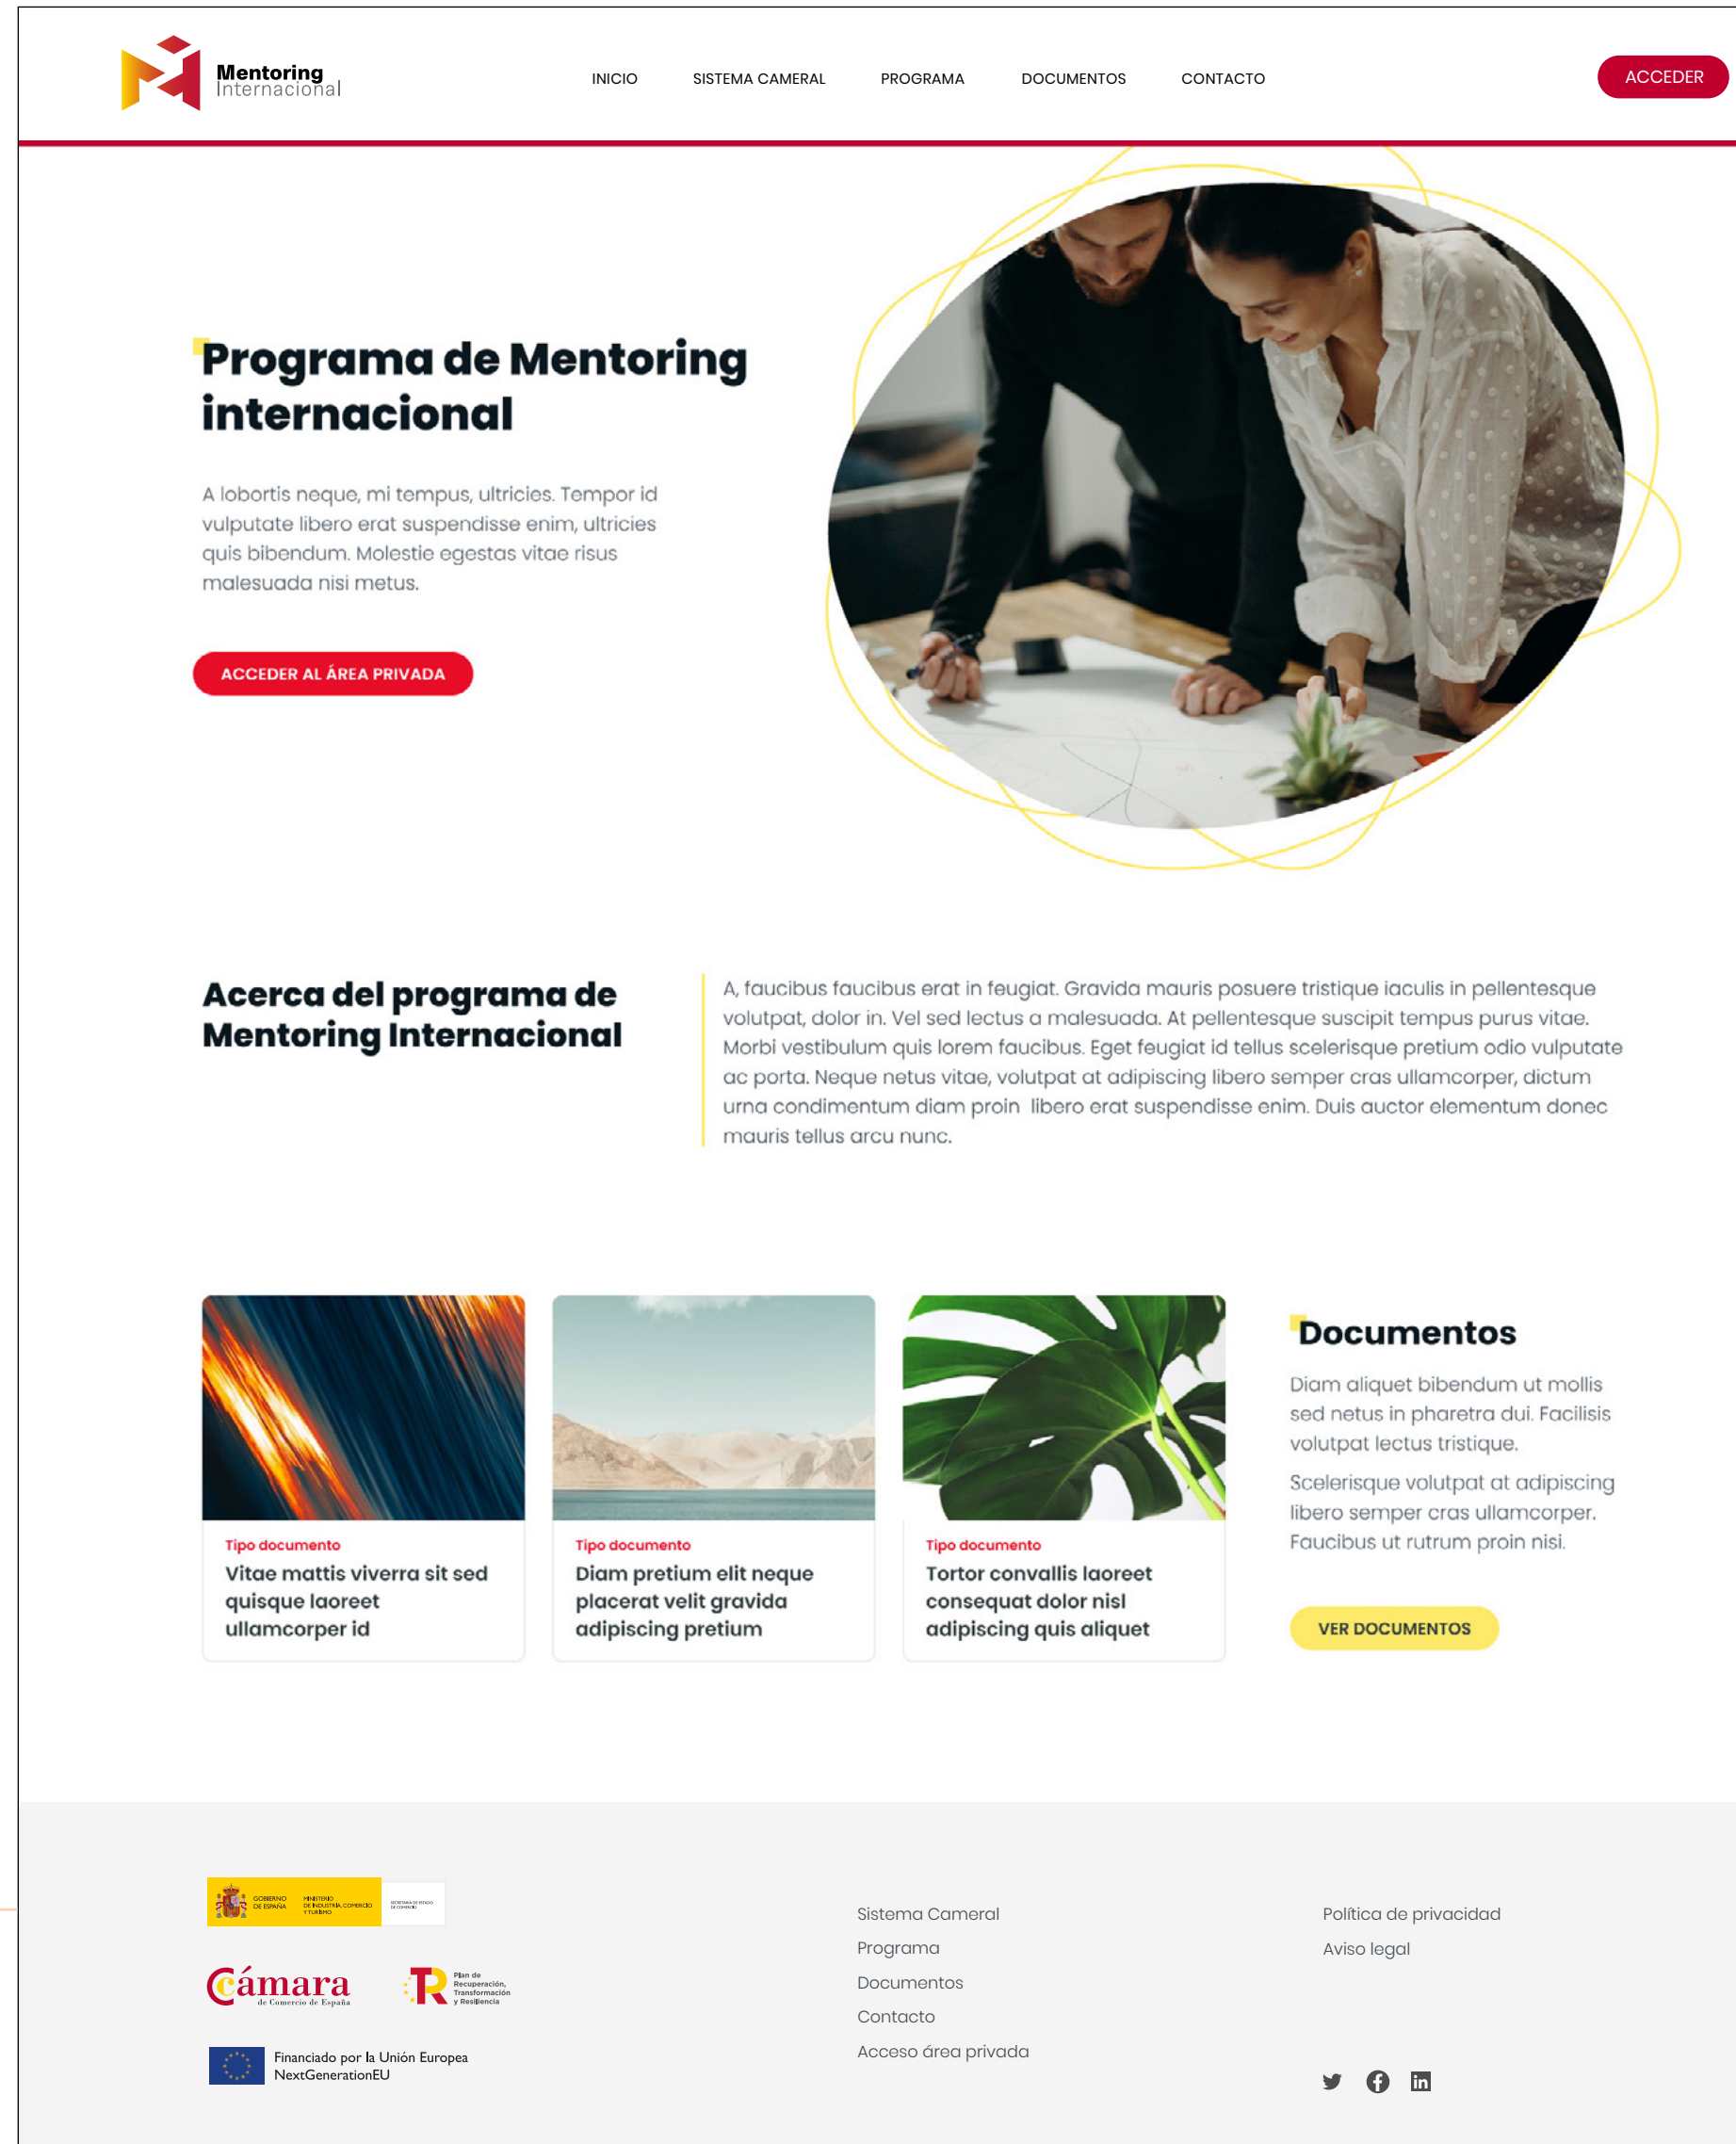 Mentoring
Internacional
INICIO
SISTEMA CAMERAL
PROGRAMA
DOCUMENTOS
CONTACTO
ACCEDER
Programa de Mentoring
internacional
A lobortis neque, mi tempus, ultricies. Tempor id
vulputate libero erat suspendisse enim, ultricies
quis bibendum. Molestie egestas vitae risus
malesuada nisi metus.
ACCEDER AL ÁREA PRIVADA
Acerca del programa de
Mentoring Internacional
A, faucibus faucibus erat in feugiat. Gravida mauris posuere tristique iaculis in pellentesque
volutpat, dolor in. Vel sed lectus a malesuada. At pellentesque suscipit tempus purus vitae.
Morbi vestibulum quis lorem faucibus. Eget feugiat id tellus scelerisque pretium odio vulputate
ac porta. Neque netus vitae, volutpat at adipiscing libero semper cras ullamcorper, dictum
urna condimentum diam proin  libero erat suspendisse enim. Duis auctor elementum donec
mauris tellus arcu nunc.
Tipo documento
Vitae mattis viverra sit sed
quisque laoreet
ullamcorper id
Tipo documento
Diam pretium elit neque
placerat velit gravida
adipiscing pretium
Tipo documento
Tortor convallis laoreet
consequat dolor nisl
adipiscing quis aliquet
Documentos
Diam aliquet bibendum ut mollis
sed netus in pharetra dui. Facilisis
volutpat lectus tristique.
Scelerisque volutpat at adipiscing
libero semper cras ullamcorper.
Faucibus ut rutrum proin nisi.
VER DOCUMENTOS
GOBIERNO
DE ESPAÑA
MINISTERIO
DE INDUSTRIA, COMERCIO
Y TURISMO
SECRETARÍA DE ESTADO
DE COMERCIO
Cámara
de Comercio de España
TR
Plan de
Recuperación,
Transformación
y Resiliencia
Financiado por la Unión Europea
NextGenerationEU
Sistema Cameral
Programa
Documentos
Contacto
Acceso área privada
Política de privacidad
Aviso legal